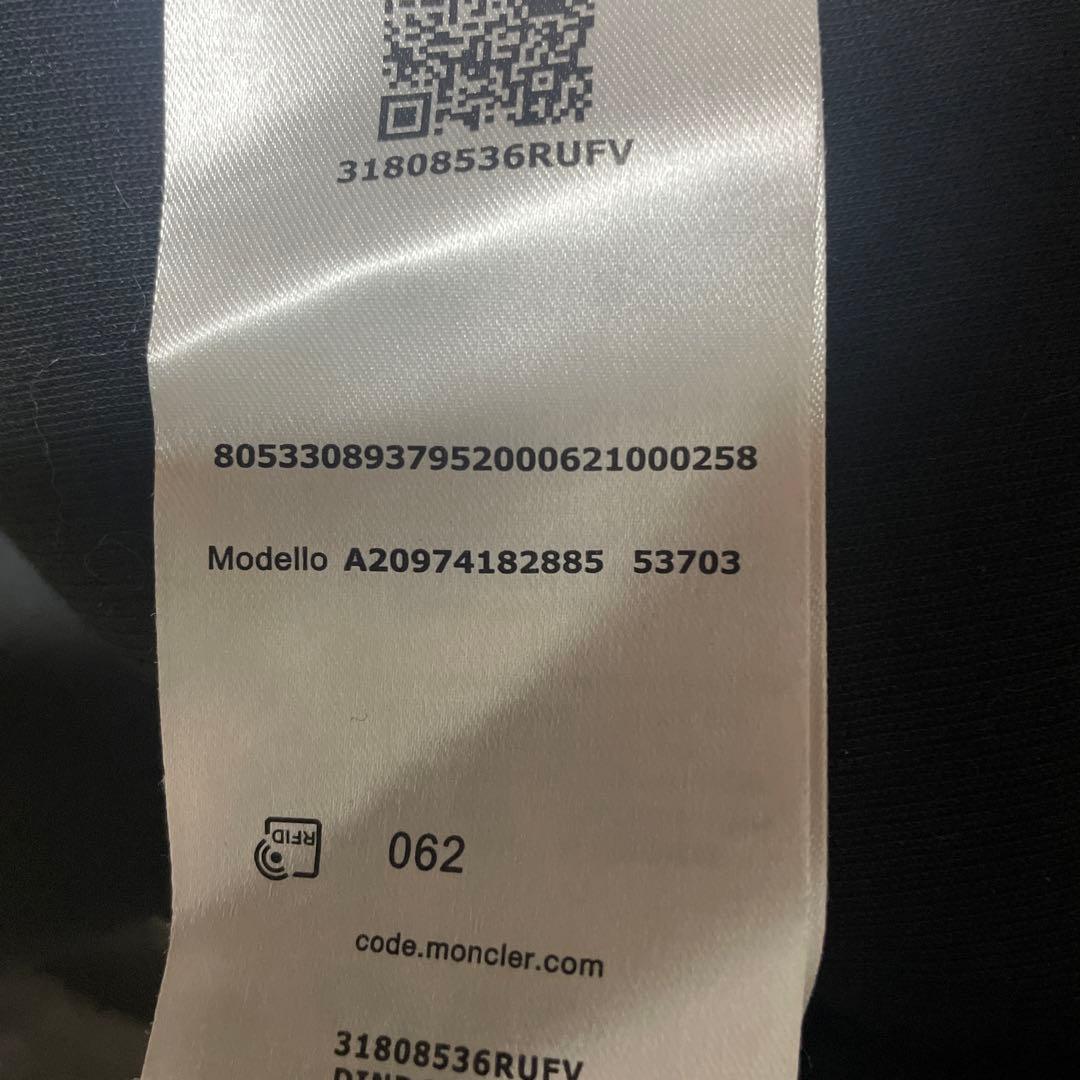 31808536RUFV
8053308937952000621000258
Modello A20974182885 53703
RFID
062
code.moncler.com
31808536RUFV